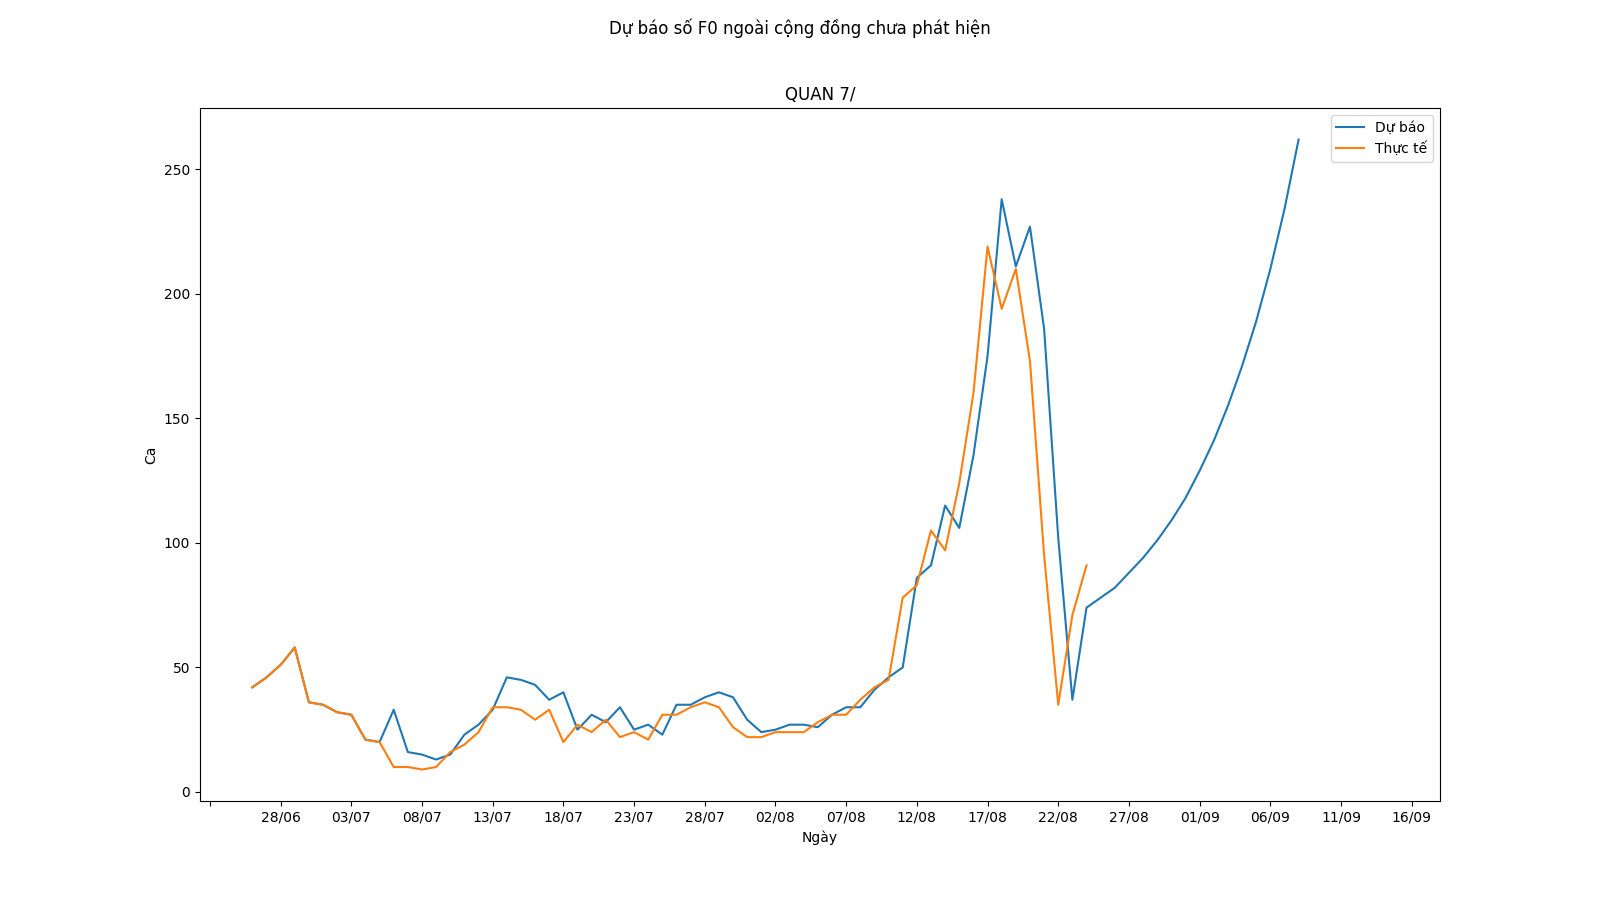 Dự báo số F0 ngoài cộng đồng chưa phát hiện
QUAN 7/
Dự báo
Thực tế
250
200
150
100
50
0
Ca
28/06 03/07 08/07 13/07 18/07 23/07 28/07 02/08 07/08 12/08 17/08 22/08 27/08 01/09 06/09 11/09 16/09
Ngày